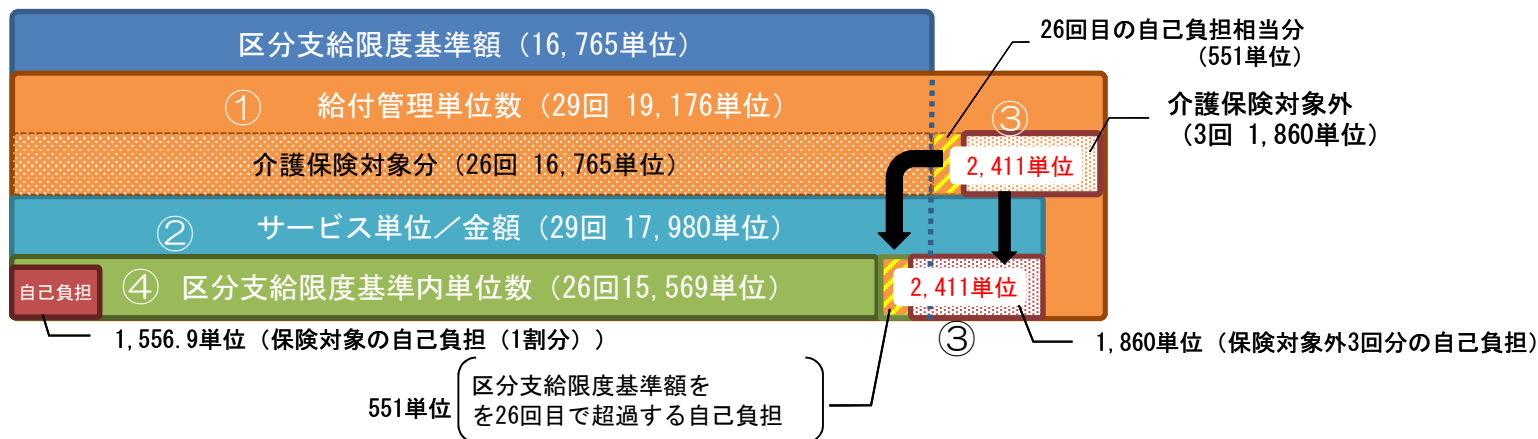 区分支給限度基準額（16,765単位）
26回目の自己負担相当分
（551単位）
① 給付管理単位数（29回 19,176単位）
③
介護保険対象外
（3回 1,860単位）
介護保険対象分（26回 16,765単位）
2,411単位
② サービス単位／金額（29回 17,980単位）
自己負担
④ 区分支給限度基準内単位数（26回15,569単位）
2,411単位
1,556.9単位（保険対象の自己負担（1割分））
③
1,860単位（保険対象外3回分の自己負担）
551単位
区分支給限度基準額を
を26回目で超過する自己負担